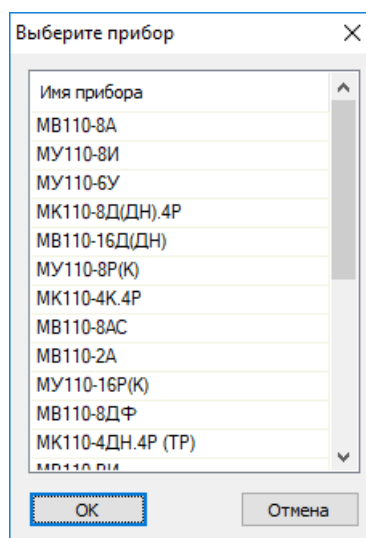 Выберите прибор
Имя прибора
МВ110-8А
МУ110-8И
МУ110-6У
МК110-8Д(ДН).4Р
МВ110-16Д(ДН)
МУ110-8Р(К)
МК110-4К.4Р
МВ110-8АС
МВ110-2А
МУ110-16Р(К)
МВ110-8ДФ
МК110-4ДН.4Р (ТР)
OK
Отмена